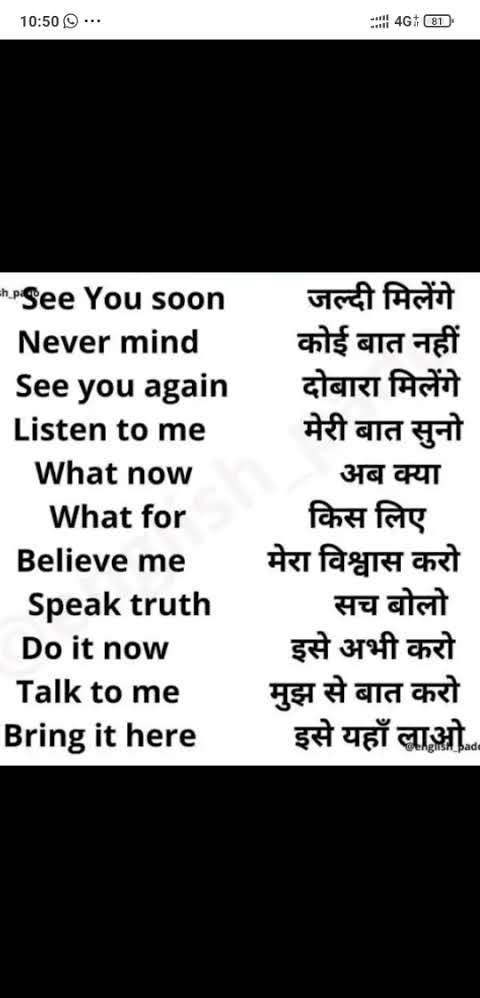 10:50 ... 4G 81
See You soon जल्दी मिलेंगे
Never mind कोई बात नहीं
See you again दोबारा मिलेंगे
Listen to me मेरी बात सुनो
What now अब क्या
What for किस लिए
Believe me मेरा विश्वास करो
Speak truth सच बोलो
Do it now इसे अभी करो
Talk to me मुझ से बात करो
Bring it here इसे यहाँ लाओ
@english_pado